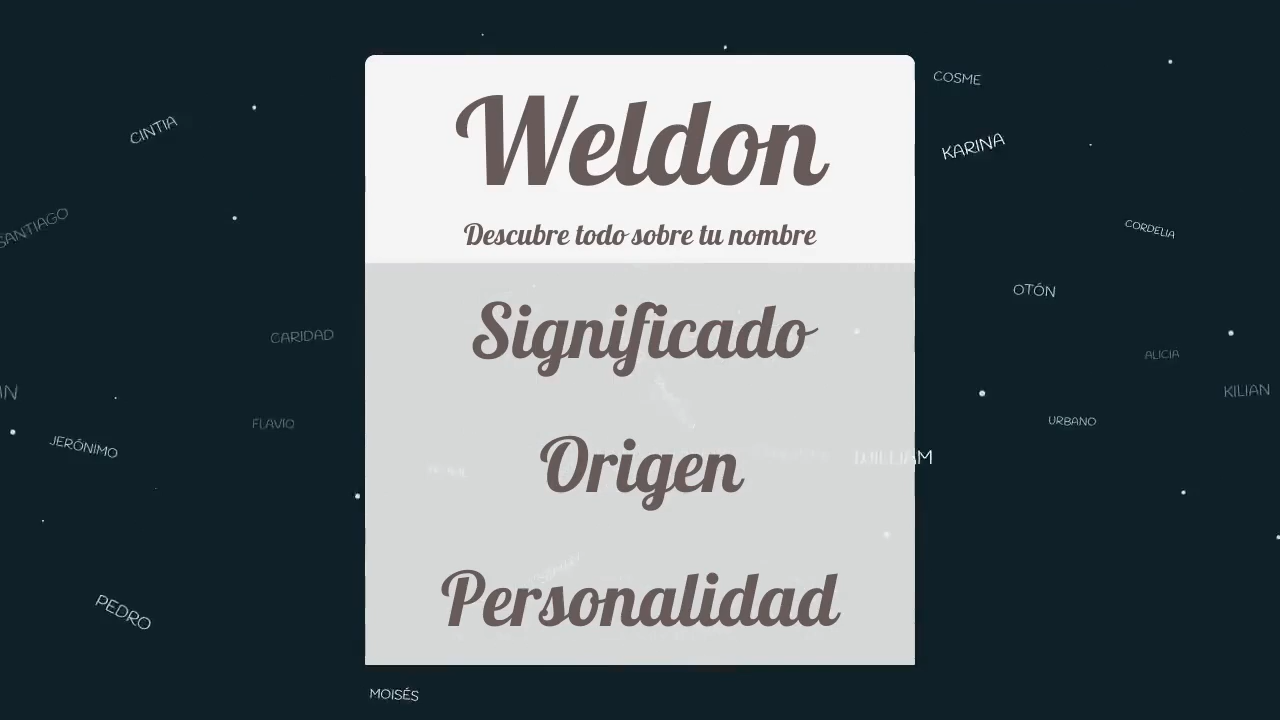 Weldon
Descubre todo sobre tu nombre
Significado
Origen
Personalidad
COSME
CINTIA
KARINA
SANTIAGO
CORDELIA
OTÓN
CARIDAD
ALICIA
KILIAN
FLAVIO
URBANO
JERÓNIMO
WILLIAM
PEDRO
MOISÉS